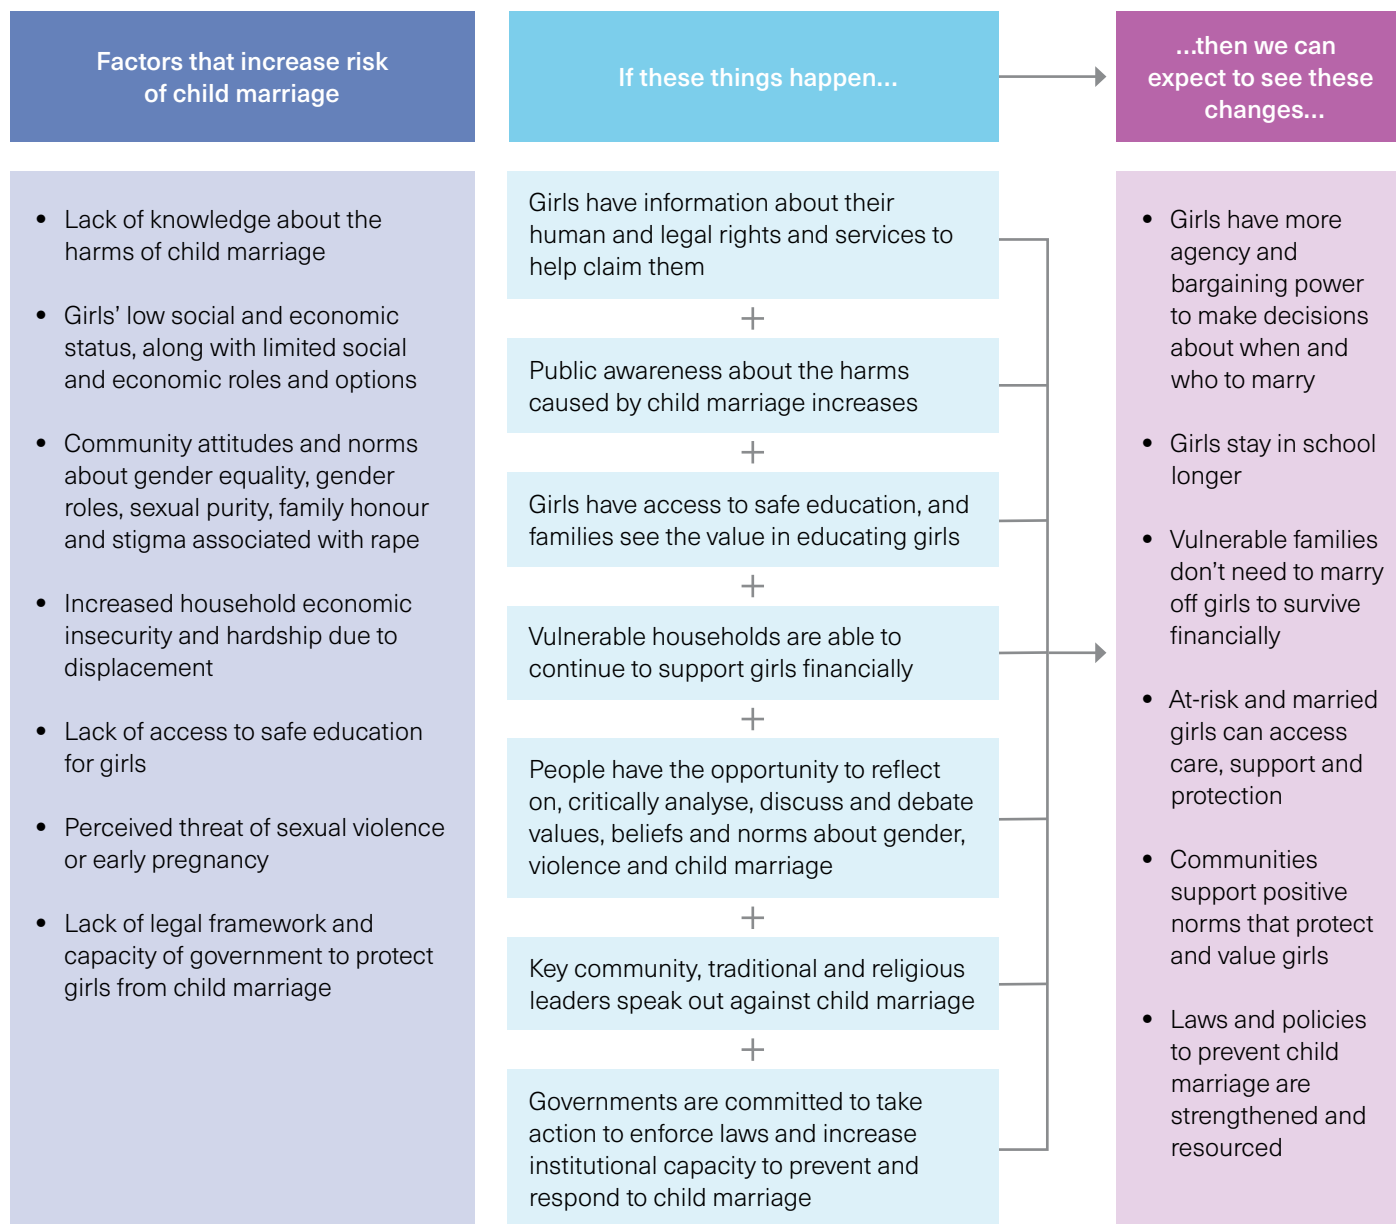 Factors that increase risk
of child marriage
If these things happen...
...then we can
expect to see these
changes...
• Lack of knowledge about the
harms of child marriage
• Girls’ low social and economic
status, along with limited social
and economic roles and options
• Community attitudes and norms
about gender equality, gender
roles, sexual purity, family honour
and stigma associated with rape
• Increased household economic
insecurity and hardship due to
displacement
• Lack of access to safe education
for girls
• Perceived threat of sexual violence
or early pregnancy
• Lack of legal framework and
capacity of government to protect
girls from child marriage
Girls have information about their
human and legal rights and services to
help claim them
+
Public awareness about the harms
caused by child marriage increases
+
Girls have access to safe education, and
families see the value in educating girls
+
Vulnerable households are able to
continue to support girls financially
+
People have the opportunity to reflect
on, critically analyse, discuss and debate
values, beliefs and norms about gender,
violence and child marriage
+
Key community, traditional and religious
leaders speak out against child marriage
+
Governments are committed to take
action to enforce laws and increase
institutional capacity to prevent and
respond to child marriage
• Girls have more
agency and
bargaining power
to make decisions
about when and
who to marry
• Girls stay in school
longer
• Vulnerable families
don’t need to marry
off girls to survive
financially
• At-risk and married
girls can access
care, support and
protection
• Communities
support positive
norms that protect
and value girls
• Laws and policies
to prevent child
marriage are
strengthened and
resourced